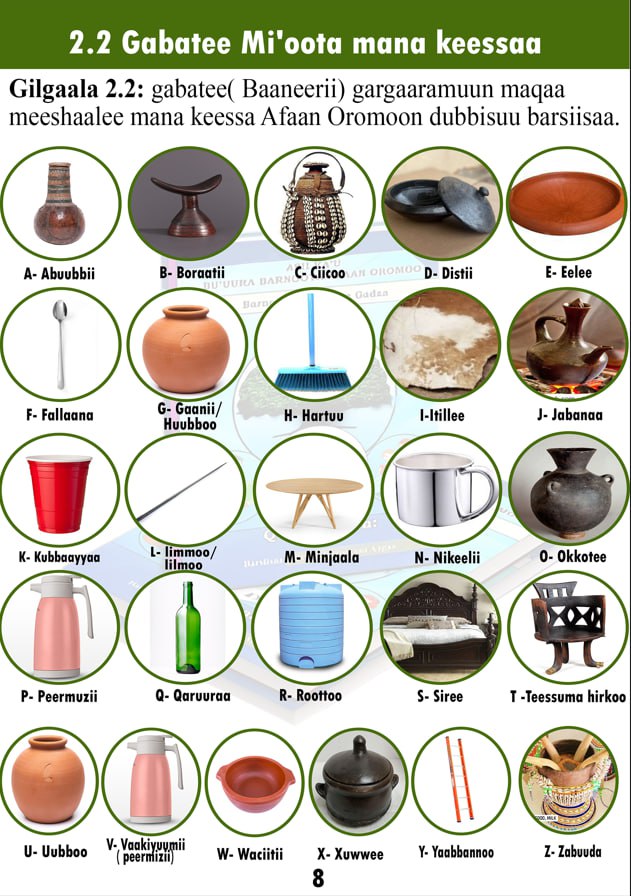 2.2 Gabatee Mi'oota mana keessaa
Gilgaala 2.2: gabatee( Baaneerii) gargaaramuun maqaa
meeshaalee mana keessa Afaan Oromoon dubbisuu barsiisaa.
A- Abuubbii
B- Boraatii
C- Ciicoo
D- Distii
E- Eelee
F- Fallaana
G- Gaanii/
Huubboo
H- Hartuu
I-Itillee
J- Jabanaa
K- Kubbaayyaa
L- limmoo/
lilmoo
M- Minjaala
N- Nikeelii
O- Okkotee
P- Peermuzii
Q- Qaruuraa
R- Roottoo
S- Siree
T -Teessuma hirkoo
U- Uubboo
V- Vaakiyuumii
( peermizii)
W- Waciitii
X- Xuwwee
Y- Yaabbannoo
Z- Zabuuda
8